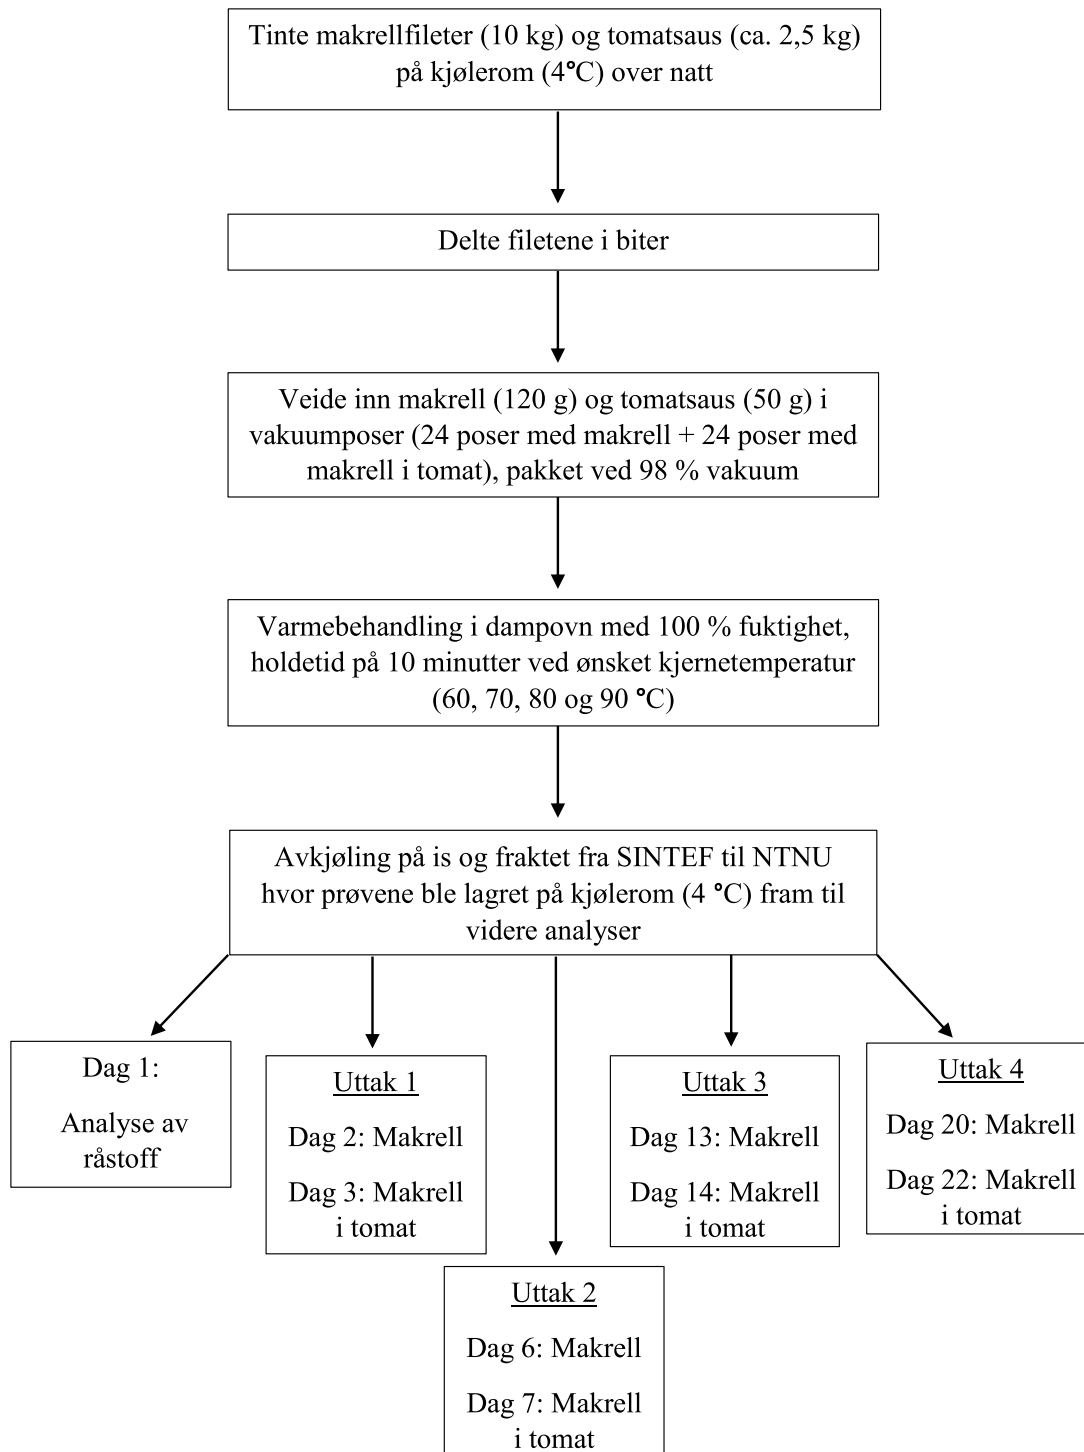 Tinte makrellfileter (10 kg) og tomatsaus (ca. 2,5 kg)
på kjølerom (4°C) over natt
Delte filetene i biter
Veide inn makrell (120 g) og tomatsaus (50 g) i
vakuumposer (24 poser med makrell + 24 poser med
makrell i tomat), pakket ved 98 % vakuum
Varmebehandling i dampovn med 100 % fuktighet,
holdetid på 10 minutter ved ønsket kjernetemperatur
(60, 70, 80 og 90 °C)
Avkjøling på is og fraktet fra SINTEF til NTNU
hvor prøvene ble lagret på kjølerom (4 °C) fram til
videre analyser
Dag 1:
Analyse av
råstoff
Uttak 1
Dag 2: Makrell
Dag 3: Makrell
i tomat
Uttak 2
Dag 6: Makrell
Dag 7: Makrell
i tomat
Uttak 3
Dag 13: Makrell
Dag 14: Makrell
i tomat
Uttak 4
Dag 20: Makrell
Dag 22: Makrell
i tomat